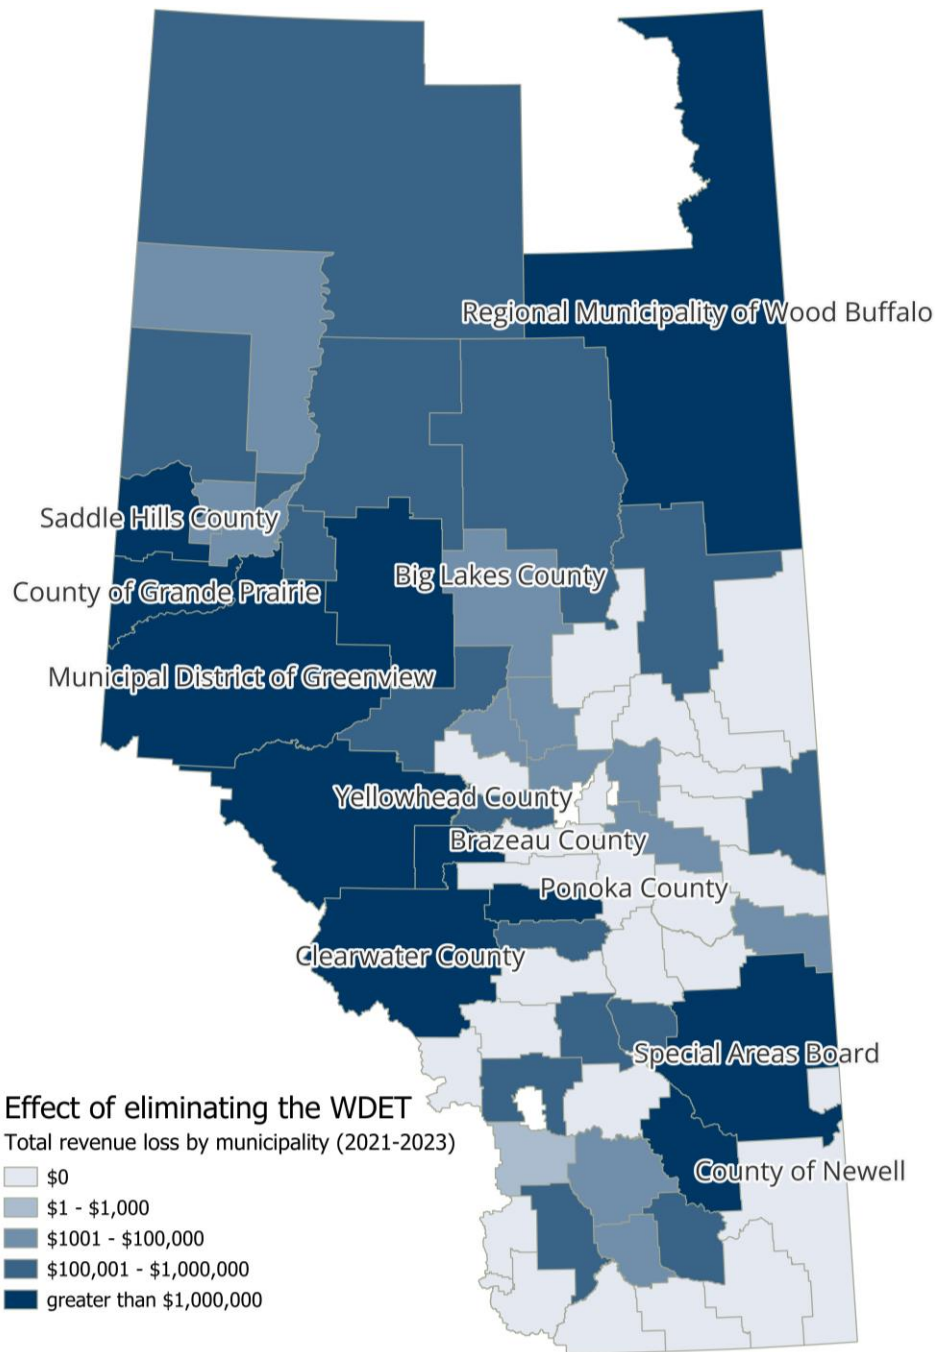 Regional Municipality of Wood Buffalo
Saddle Hills County
Big Lakes County
County of Grande Prairie
Municipal District of Greenview
Yellowhead County
Brazeau County
Ponoka County
Clearwater County
Special Areas Board
Effect of eliminating the WDET
Total revenue loss by municipality (2021-2023)
County of Newell
$0
$1 - $1,000
$1001 - $100,000
$100,001 - $1,000,000
greater than $1,000,000